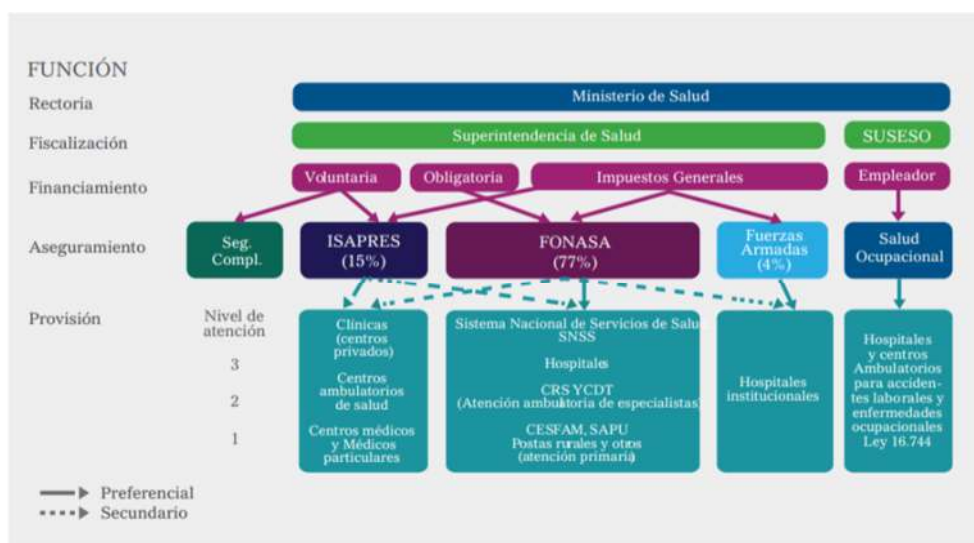 FUNCIÓN
Rectoría
Ministerio de Salud
Fiscalización
Superintendencia de Salud
SUSESO
Financiamiento
Voluntaria
Obligatoria
Impuestos Generales
Empleador
Aseguramiento
Seg.
Compl.
ISAPRES
(15%)
FONASA
(77%)
Fuerzas
Armadas
(4%)
Salud
Ocupacional
Provisión
Nivel de
atención
3
2
1
Clínicas
(centros
privados)
Centros
ambulatorios
de salud
Centros médicos
y Médicos
particulares
Sistema Nacional de Servicios de Salud
SNSS
Hospitales
CRS YCDT
(Atención ambulatoria de especialistas)
CESFAM, SAPU
Postas rurales y otros
(atención primaria)
Hospitales
institucionales
Hospitales
y centros
Ambulatorios
para acciden-
tes laborales y
enfermedades
ocupacionales
Ley 16.744
Preferencial
Secundario